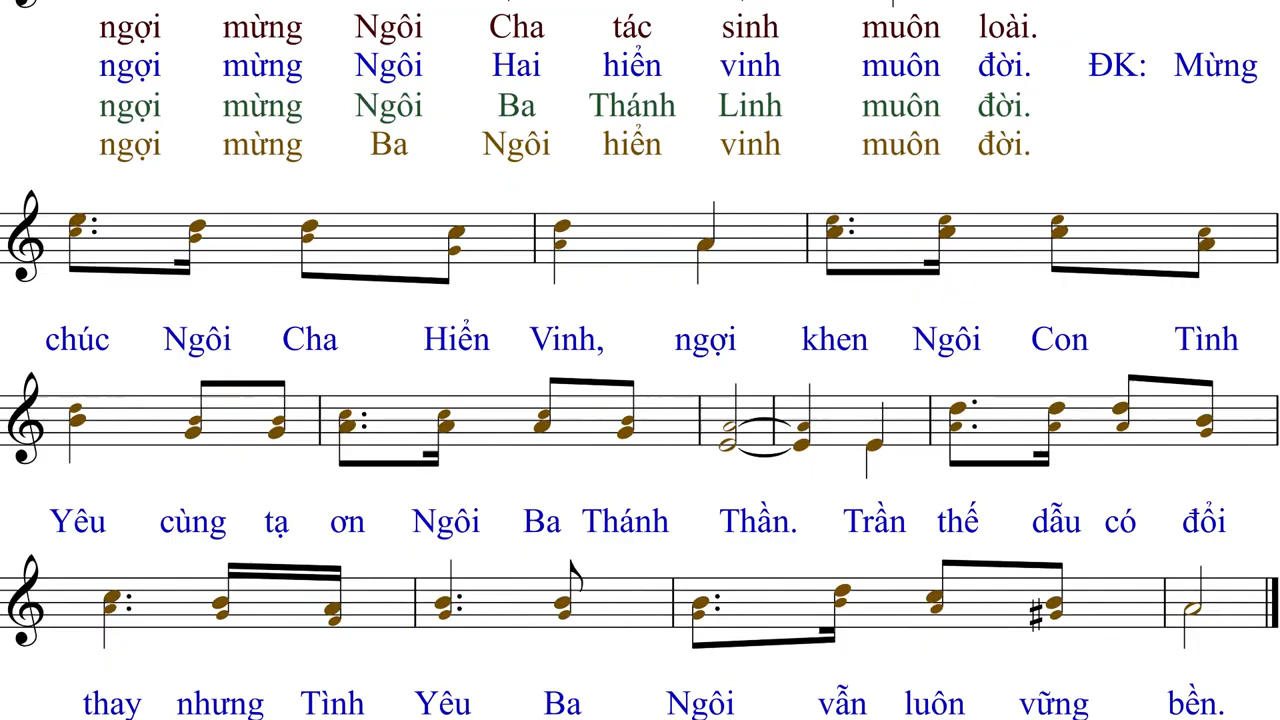 ngợi mừng Ngôi Cha tác sinh muôn loài.
ngợi mừng Ngôi Hai hiển vinh muôn đời. ĐK: Mừng
ngợi mừng Ngôi Ba Thánh Linh muôn đời.
ngợi mừng Ba Ngôi hiển vinh muôn đời.
chúc Ngôi Cha Hiển Vinh, ngợi khen Ngôi Con Tình
Yêu cùng tạ ơn Ngôi Ba Thánh Thần. Trần thế dẫu có đổi
thay nhưng Tình Yêu Ba Ngôi vẫn luôn vững bền.